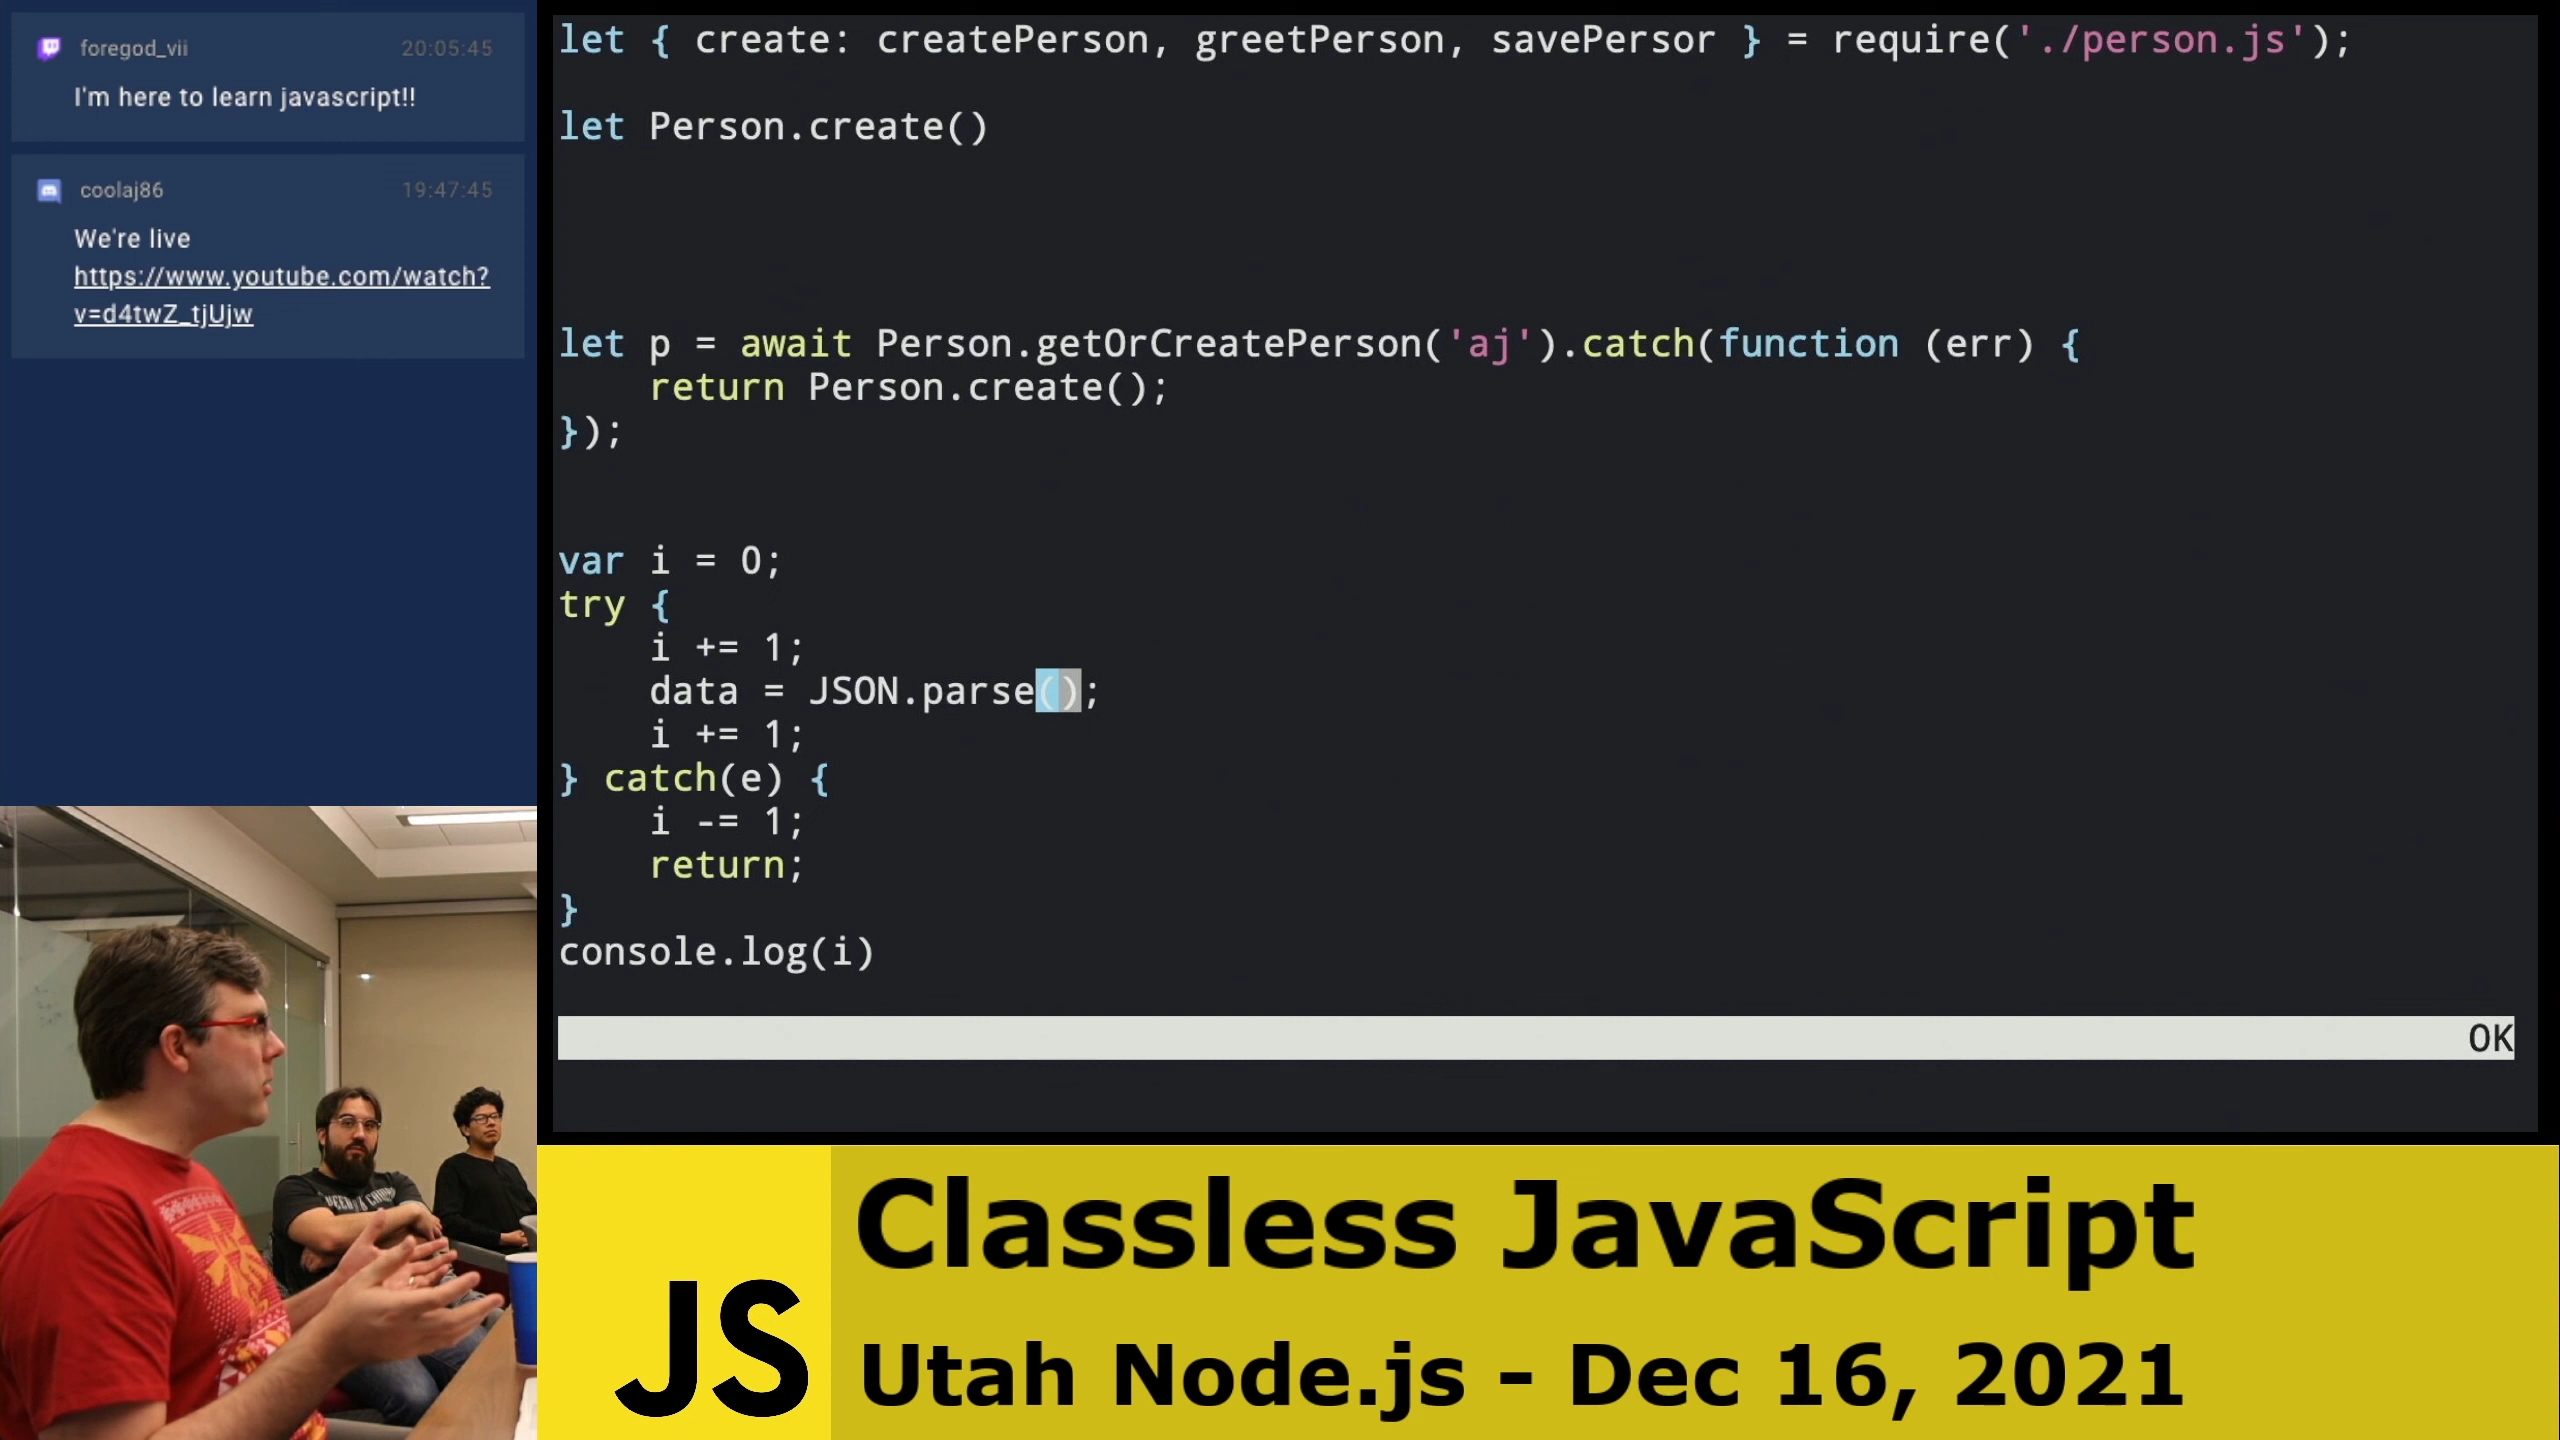 foregod_vii 20:05:45
I'm here to learn javascript!!
coolaj86 19:47:45
We're live
https://www.youtube.com/watch?
v=d4twZ_tjUjw
let { create: createPerson, greetPerson, savePersor } = require('./person.js');
let Person.create()
let p = await Person.getOrCreatePerson('aj').catch(function (err) {
    return Person.create();
});
var i = 0;
try {
    i += 1;
    data = JSON.parse();
    i += 1;
} catch(e) {
    i -= 1;
    return;
}
console.log(i)
OK
JS
Classless JavaScript
Utah Node.js - Dec 16, 2021